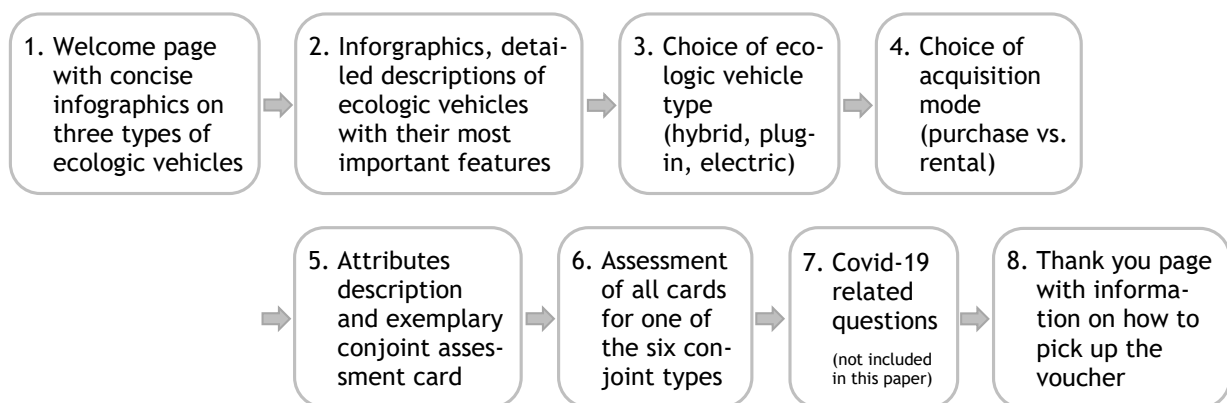 1. Welcome page
with concise
infographics on
three types of
ecologic vehicles
2. Inforgraphics, detai-
led descriptions of
ecologic vehicles
with their most
important features
3. Choice of eco-
logic vehicle
type
(hybrid, plug-
in, electric)
4. Choice of
acquisition
mode
(purchase vs.
rental)
5. Attributes
description
and exemplary
conjoint asses-
sment card
6. Assessment
of all cards
for one of
the six con-
joint types
7. Covid-19
related
questions
(not included
in this paper)
8. Thank you page
with informa-
tion on how to
pick up the
voucher